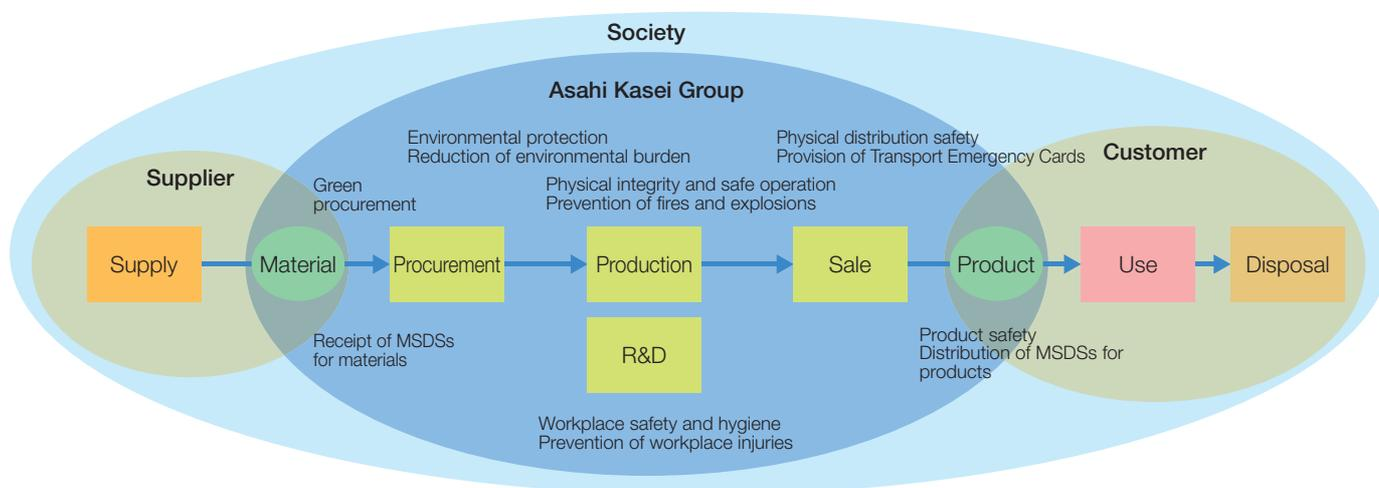 Society
Asahi Kasei Group
Environmental protection
Reduction of environmental burden
Physical distribution safety
Provision of Transport Emergency Cards
Customer
Supplier
Green
procurement
Physical integrity and safe operation
Prevention of fires and explosions
Supply
Material
Procurement
Production
Sale
Product
Use
Disposal
Receipt of MSDSs
for materials
R&D
Product safety
Distribution of MSDSs for
products
Workplace safety and hygiene
Prevention of workplace injuries